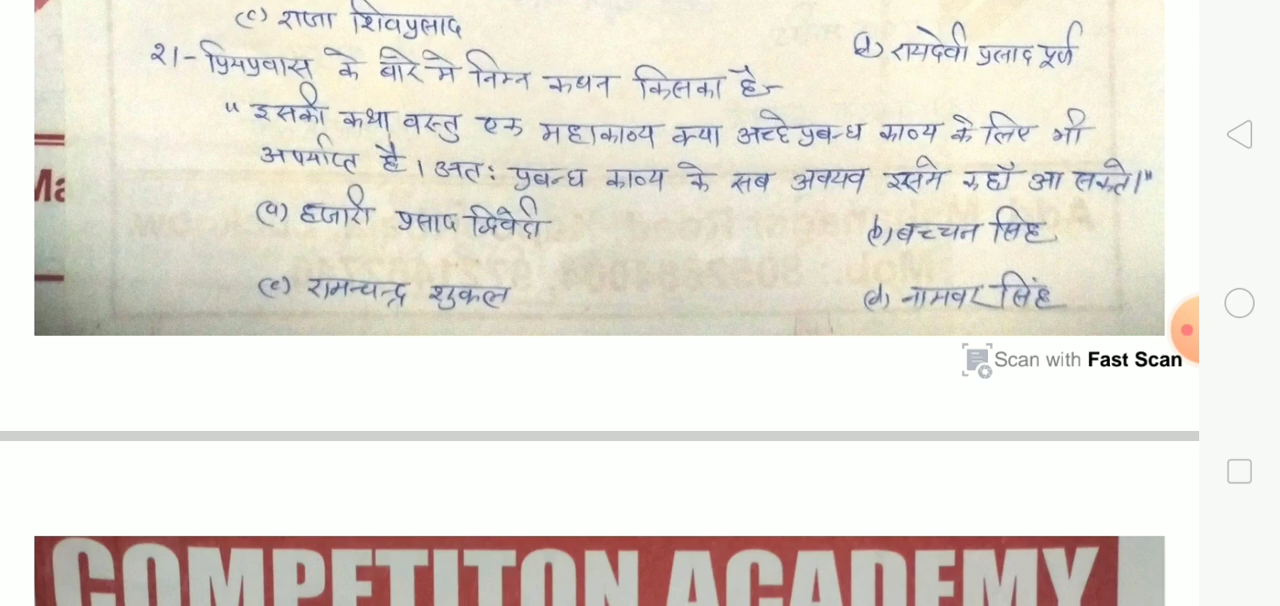 (c) राजा शिवप्रसाद
(d) रायदेवी प्रसाद पूर्ण
21- प्रियप्रवास के बारे मे निम्न कथन किसका है-
" इसकी कथा वस्तु एक महाकाव्य क्या अच्छे प्रबन्ध काव्य के लिए भी
अपर्याप्त है। अतः प्रबन्ध काव्य के सब अवयव इसमे कहाँ आ सकते।"
(a) हजारी प्रसाद द्विवेदी
(b) बच्चन सिंह
(c) रामचन्द्र शुक्ल
(d) नामवर सिंह
Ma
Scan with Fast Scan
COMPETITON ACADEMY